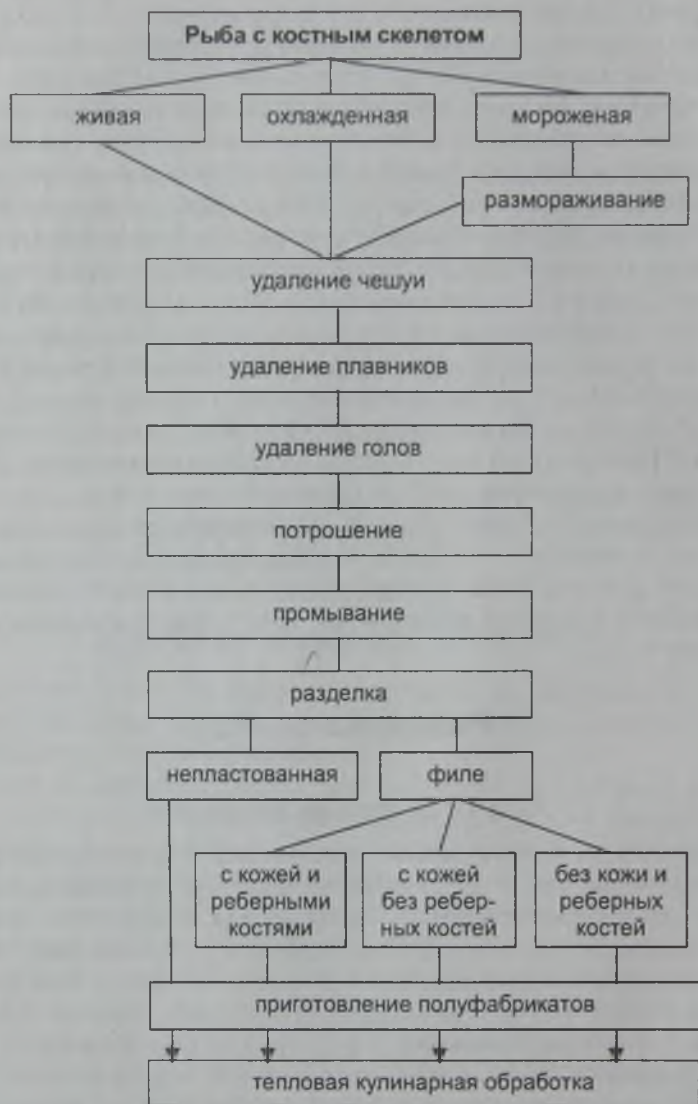 Рыба с костным скелетом
живая
охлажденная
мороженая
размораживание
удаление чешуи
удаление плавников
удаление голов
потрошение
промывание
разделка
непластованная
филе
с кожей и
реберными
костями
с кожей
без ребер-
ных костей
без кожи и
реберных
костей
приготовление полуфабрикатов
тепловая кулинарная обработка